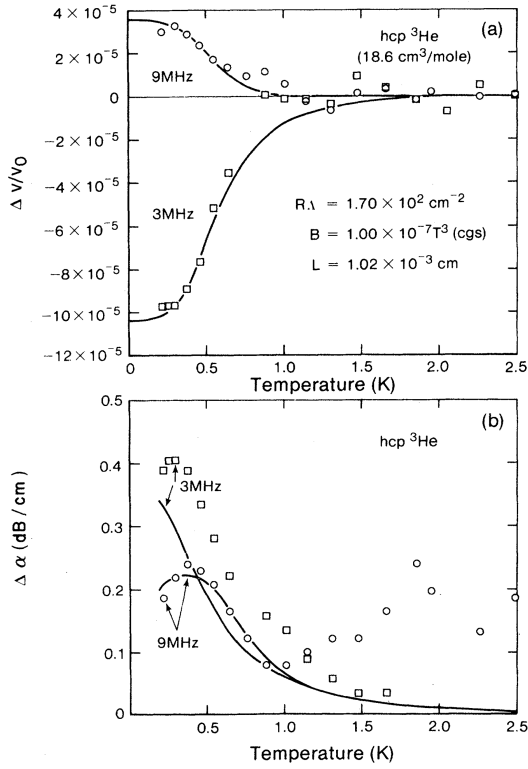 4 × 10⁻⁵
2 × 10⁻⁵
0
−2 × 10⁻⁵
−4 × 10⁻⁵
−6 × 10⁻⁵
−8 × 10⁻⁵
−10 × 10⁻⁵
−12 × 10⁻⁵
Δ v/v₀
(a)
hcp ³He
(18.6 cm³/mole)
9MHz
3MHz
RΛ = 1.70 × 10² cm⁻²
B = 1.00 × 10⁻⁷T³ (cgs)
L = 1.02 × 10⁻³ cm
0 0.5 1.0 1.5 2.0 2.5
Temperature (K)
0.5
0.4
0.3
0.2
0.1
0
Δ α (dB / cm)
(b)
hcp ³He
3MHz
9MHz
0 0.5 1.0 1.5 2.0 2.5
Temperature (K)